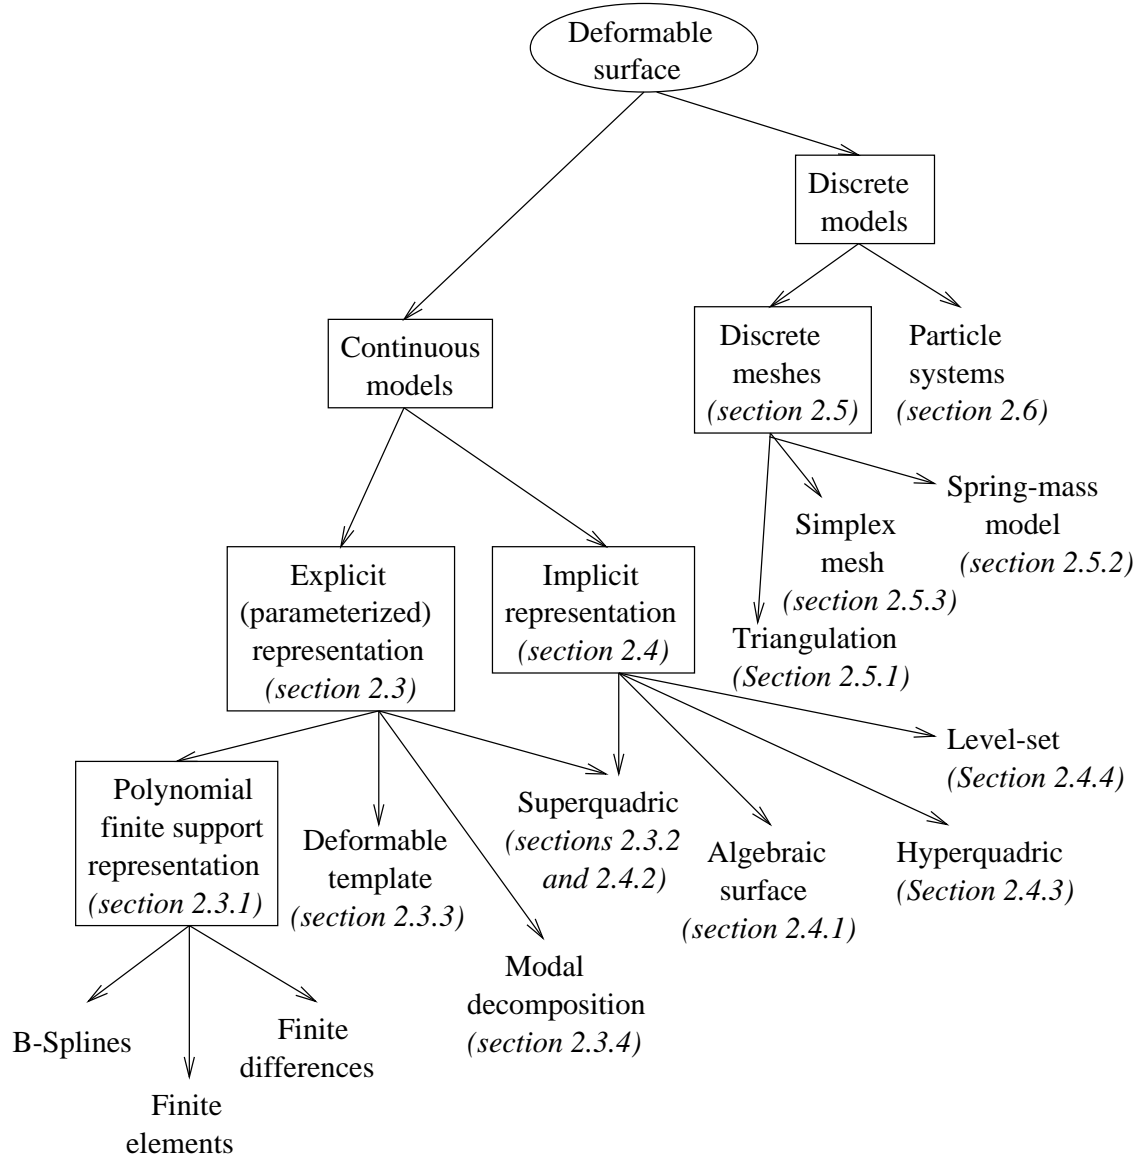 Deformable
surface
Discrete
models
Continuous
models
Discrete
meshes
(section 2.5)
Particle
systems
(section 2.6)
Spring-mass
model
(section 2.5.2)
Simplex
mesh
(section 2.5.3)
Triangulation
(Section 2.5.1)
Explicit
(parameterized)
representation
(section 2.3)
Implicit
representation
(section 2.4)
Level-set
(Section 2.4.4)
Polynomial
finite support
representation
(section 2.3.1)
Deformable
template
(section 2.3.3)
Superquadric
(sections 2.3.2
and 2.4.2)
Algebraic
surface
(section 2.4.1)
Hyperquadric
(Section 2.4.3)
Modal
decomposition
(section 2.3.4)
B-Splines
Finite
differences
Finite
elements